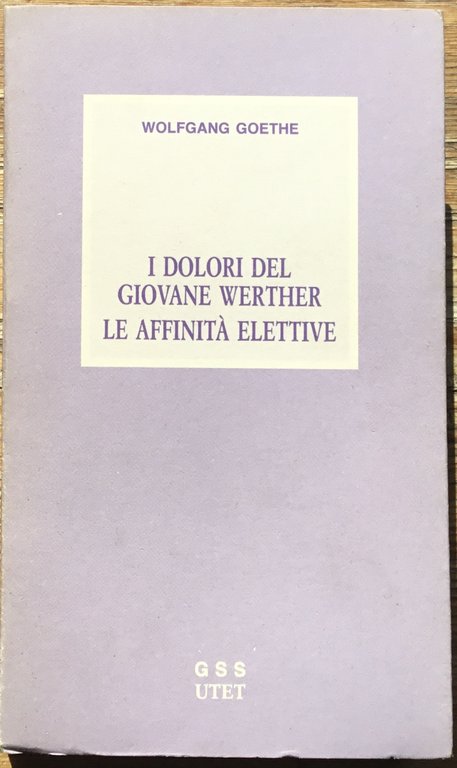 WOLFGANG GOETHE
I DOLORI DEL
GIOVANE WERTHER
LE AFFINITÀ ELETTIVE
GSS
UTET